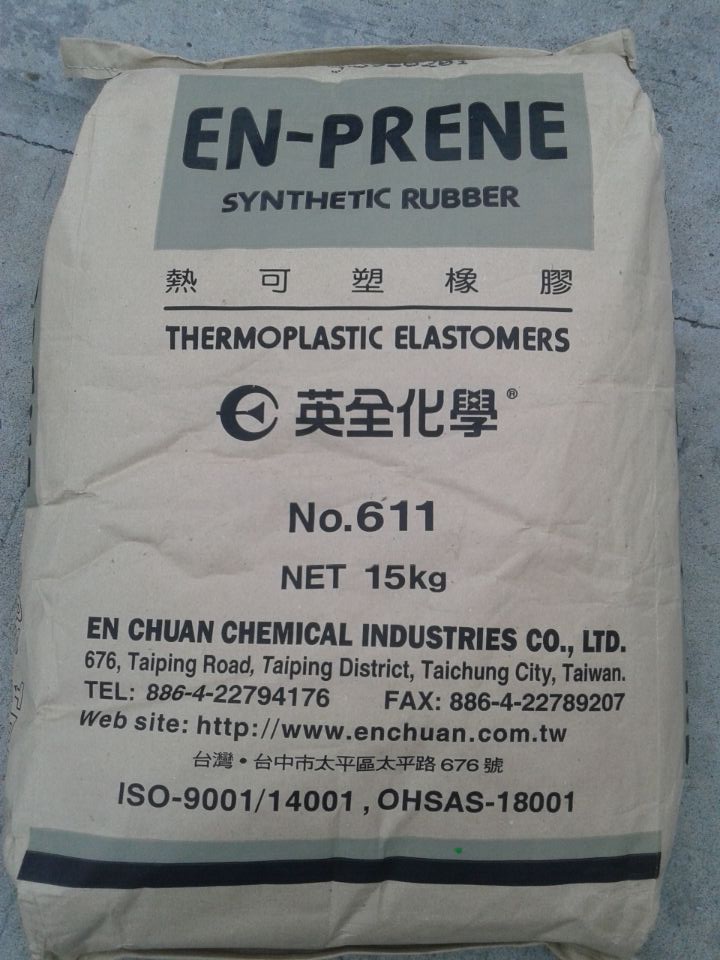 EN-PRENE
SYNTHETIC RUBBER
熱可塑橡膠
THERMOPLASTIC ELASTOMERS
英全化學®
No.611
NET 15kg
EN CHUAN CHEMICAL INDUSTRIES CO., LTD.
676, Taiping Road, Taiping District, Taichung City, Taiwan.
TEL: 886-4-22794176 FAX: 886-4-22789207
Web site: http://www.enchuan.com.tw
台灣•台中市太平區太平路676號
ISO-9001/14001, OHSAS-18001